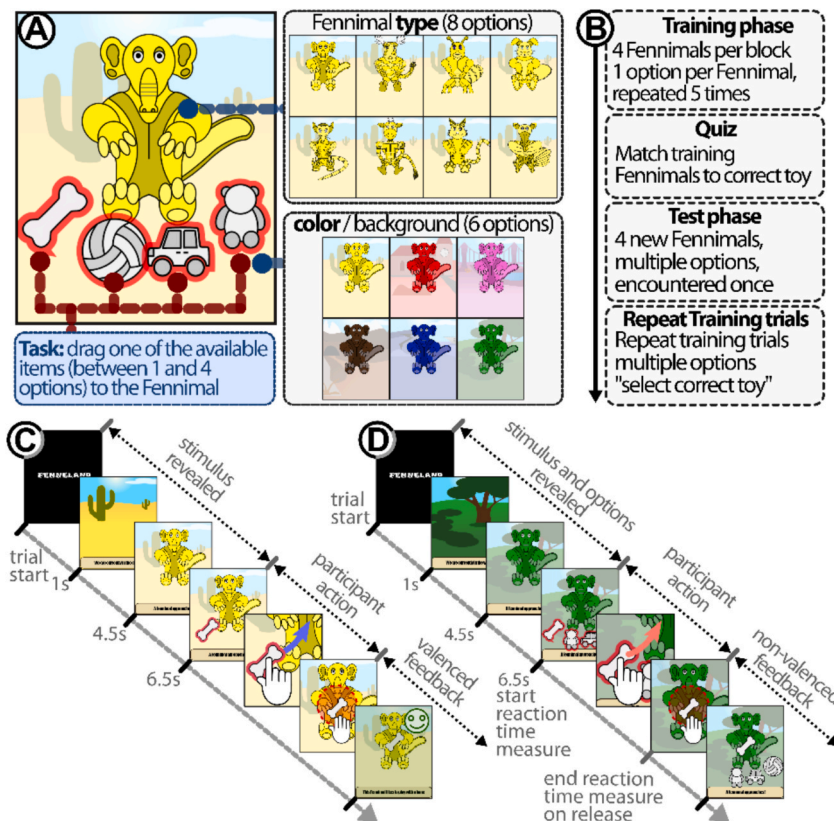 A
Fennimal type (8 options)
color / background (6 options)
Task: drag one of the available
items (between 1 and 4
options) to the Fennimal
B
Training phase
4 Fennimals per block
1 option per Fennimal,
repeated 5 times
Quiz
Match training
Fennimals to correct toy
Test phase
4 new Fennimals,
multiple options,
encountered once
Repeat Training trials
Repeat training trials
multiple options
"select correct toy"
C
FENNELAND
stimulus
revealed
participant
action
valenced
feedback
trial
start
1s
4.5s
6.5s
D
FENNELAND
stimulus and options
revealed
participant
action
non-valenced
feedback
trial
start
1s
4.5s
6.5s
start
reaction
time
measure
end reaction
time measure
on release